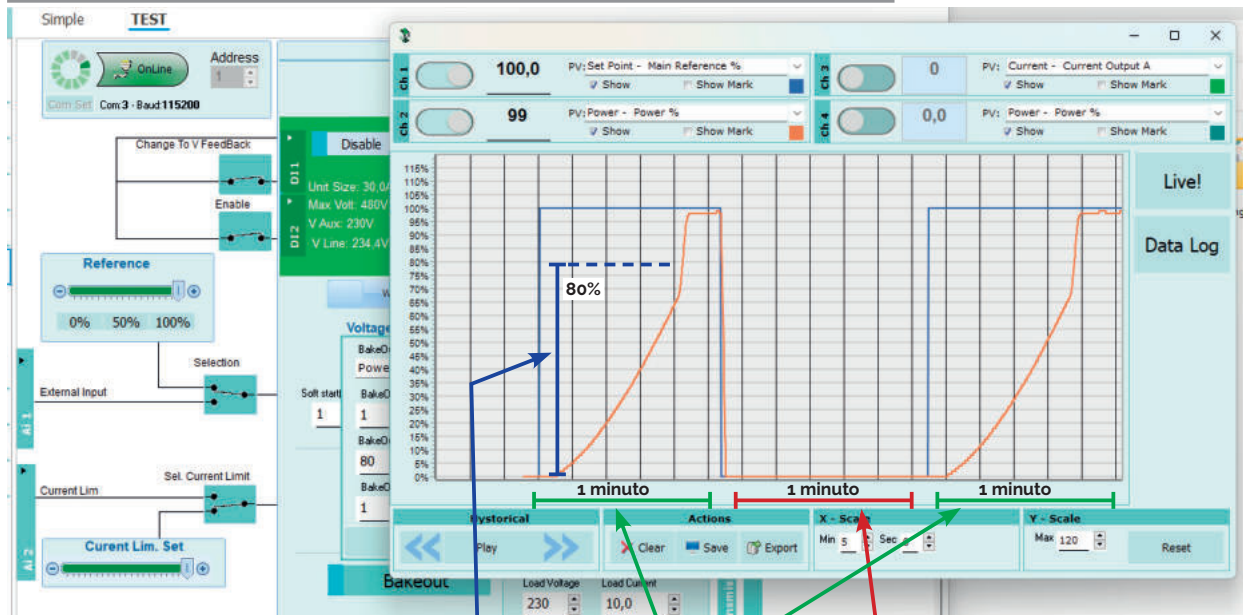 Simple TEST
OnLine
Address
1
Com Set Com:3 - Baud:115200
Change To V FeedBack
Enable
DI1
DI2
Disable
Unit Size: 30,0A
Max Volt: 480V
V Aux: 230V
V Line: 234,4V
Reference
0% 50% 100%
Selection
External Input
Ai 1
Soft start
1
Voltage
Power
1
80
1
Sel. Current Limit
Current Lim
Ai 2
Curent Lim. Set
Bakeout
Load Voltage Load Current
230 10,0
Ch 1
100,0
PV: Set Point - Main Reference %
Show Show Mark
Ch 3
0
PV: Current - Current Output A
Show Show Mark
Ch 2
99
PV: Power - Power %
Show Show Mark
Ch 4
0,0
PV: Power - Power %
Show Show Mark
115%
110%
105%
100%
95%
90%
85%
80%
75%
70%
65%
60%
55%
50%
45%
40%
35%
30%
25%
20%
15%
10%
5%
0%
80%
1 minuto 1 minuto 1 minuto
Live!
Data Log
Hystorical Actions X - Scale Y - Scale
Play Clear Save Export
Min 5 Sec
Max 120
Reset